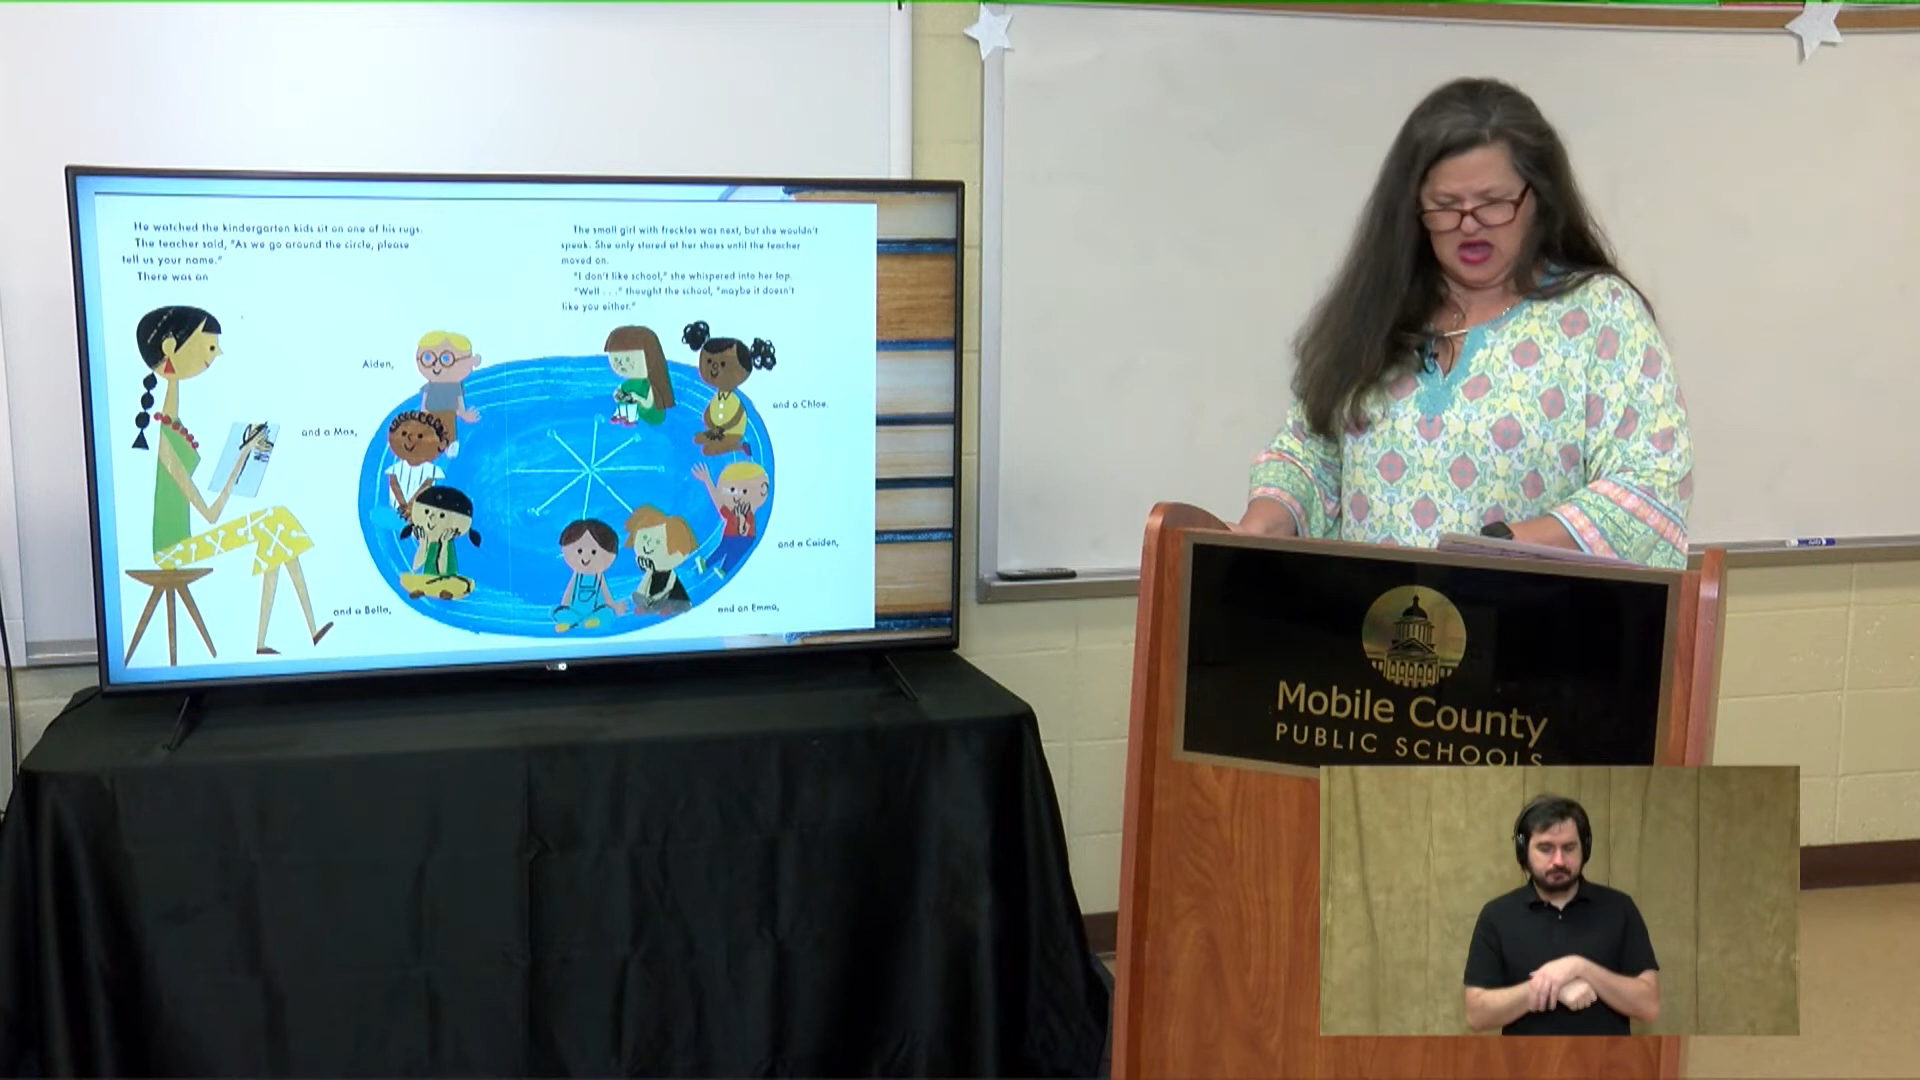 He watched the kindergarten kids sit on one of his rugs.
The teacher said, "As we go around the circle, please
tell us your name."
There was an
Aiden,
and a Max,
and a Bella,
and an Emma,
and a Caiden,
and a Chloe.
The small girl with freckles was next, but she wouldn't
speak. She only stared at her shoes until the teacher
moved on.
"I don't like school," she whispered into her lap.
"Well . . ." thought the school, "maybe it doesn't
like you either."
Mobile County
PUBLIC SCHOOLS